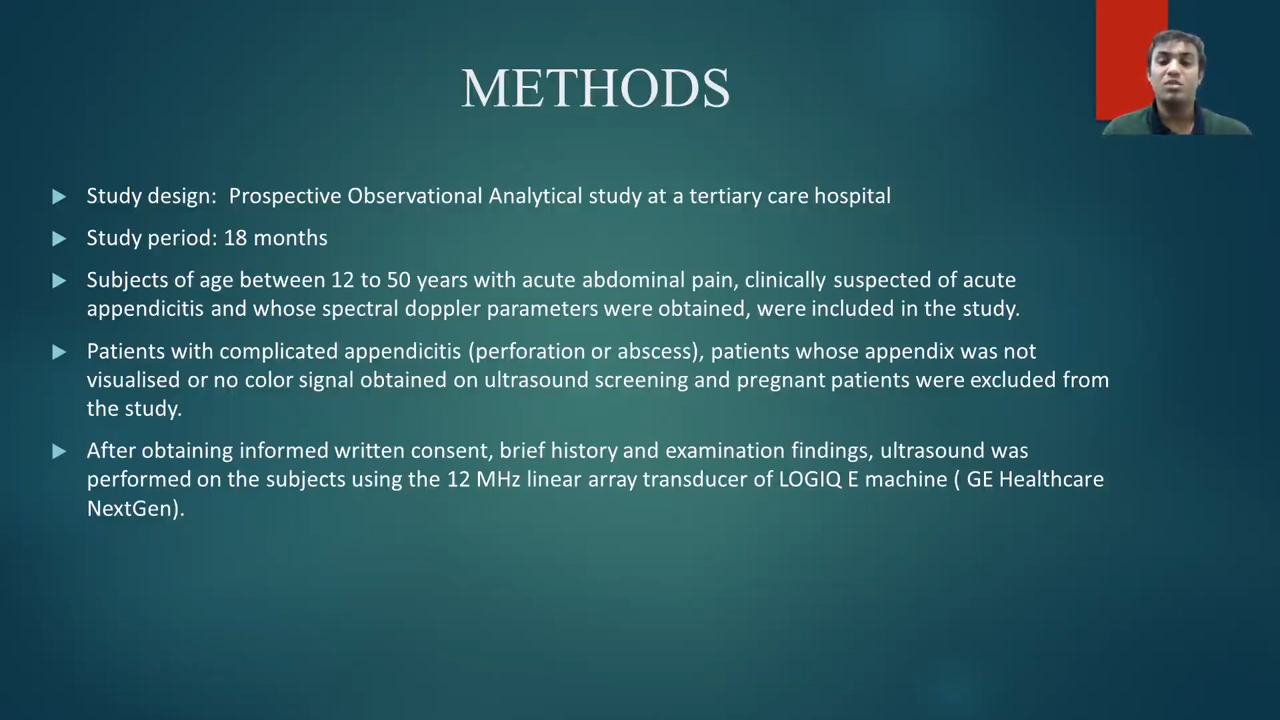 METHODS
Study design:  Prospective Observational Analytical study at a tertiary care hospital
Study period: 18 months
Subjects of age between 12 to 50 years with acute abdominal pain, clinically suspected of acute
appendicitis and whose spectral doppler parameters were obtained, were included in the study.
Patients with complicated appendicitis (perforation or abscess), patients whose appendix was not
visualised or no color signal obtained on ultrasound screening and pregnant patients were excluded from
the study.
After obtaining informed written consent, brief history and examination findings, ultrasound was
performed on the subjects using the 12 MHz linear array transducer of LOGIQ E machine ( GE Healthcare
NextGen).